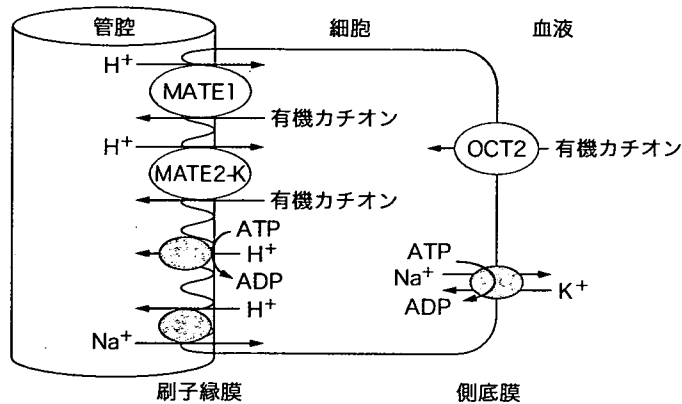 管腔
細胞
血液
H⁺
MATE1
有機カチオン
H⁺
MATE2-K
有機カチオン
OCT2
有機カチオン
ATP
H⁺
ADP
H⁺
Na⁺
ATP
Na⁺
ADP
K⁺
刷子縁膜
側底膜